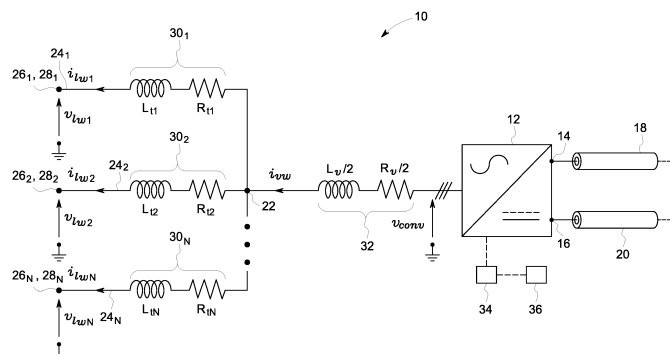 10
30₁
24₁
26₁, 28₁ i_lw1
v_lw1
L_t1 R_t1
30₂
26₂, 28₂ i_lw2
24₂
v_lw2
L_t2 R_t2
22
i_vw
L_v/2 R_v/2
v_conv
32
12
14
18
16
20
34 36
30_N
26_N, 28_N i_lwN
24_N
v_lwN
L_tN R_tN